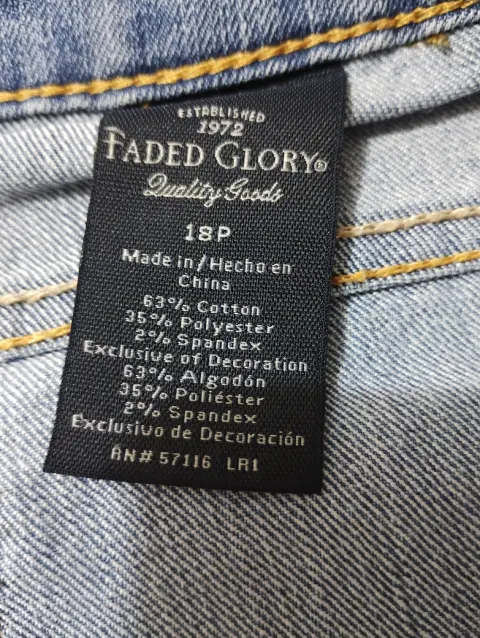 ESTABLISHED
1972
FADED GLORY®
Quality Goods
18P
Made in/Hecho en
China
63% Cotton
35% Polyester
2% Spandex
Exclusive of Decoration
63% Algodón
35% Poliéster
2% Spandex
Exclusivo de Decoración
RN# 57116 LR1